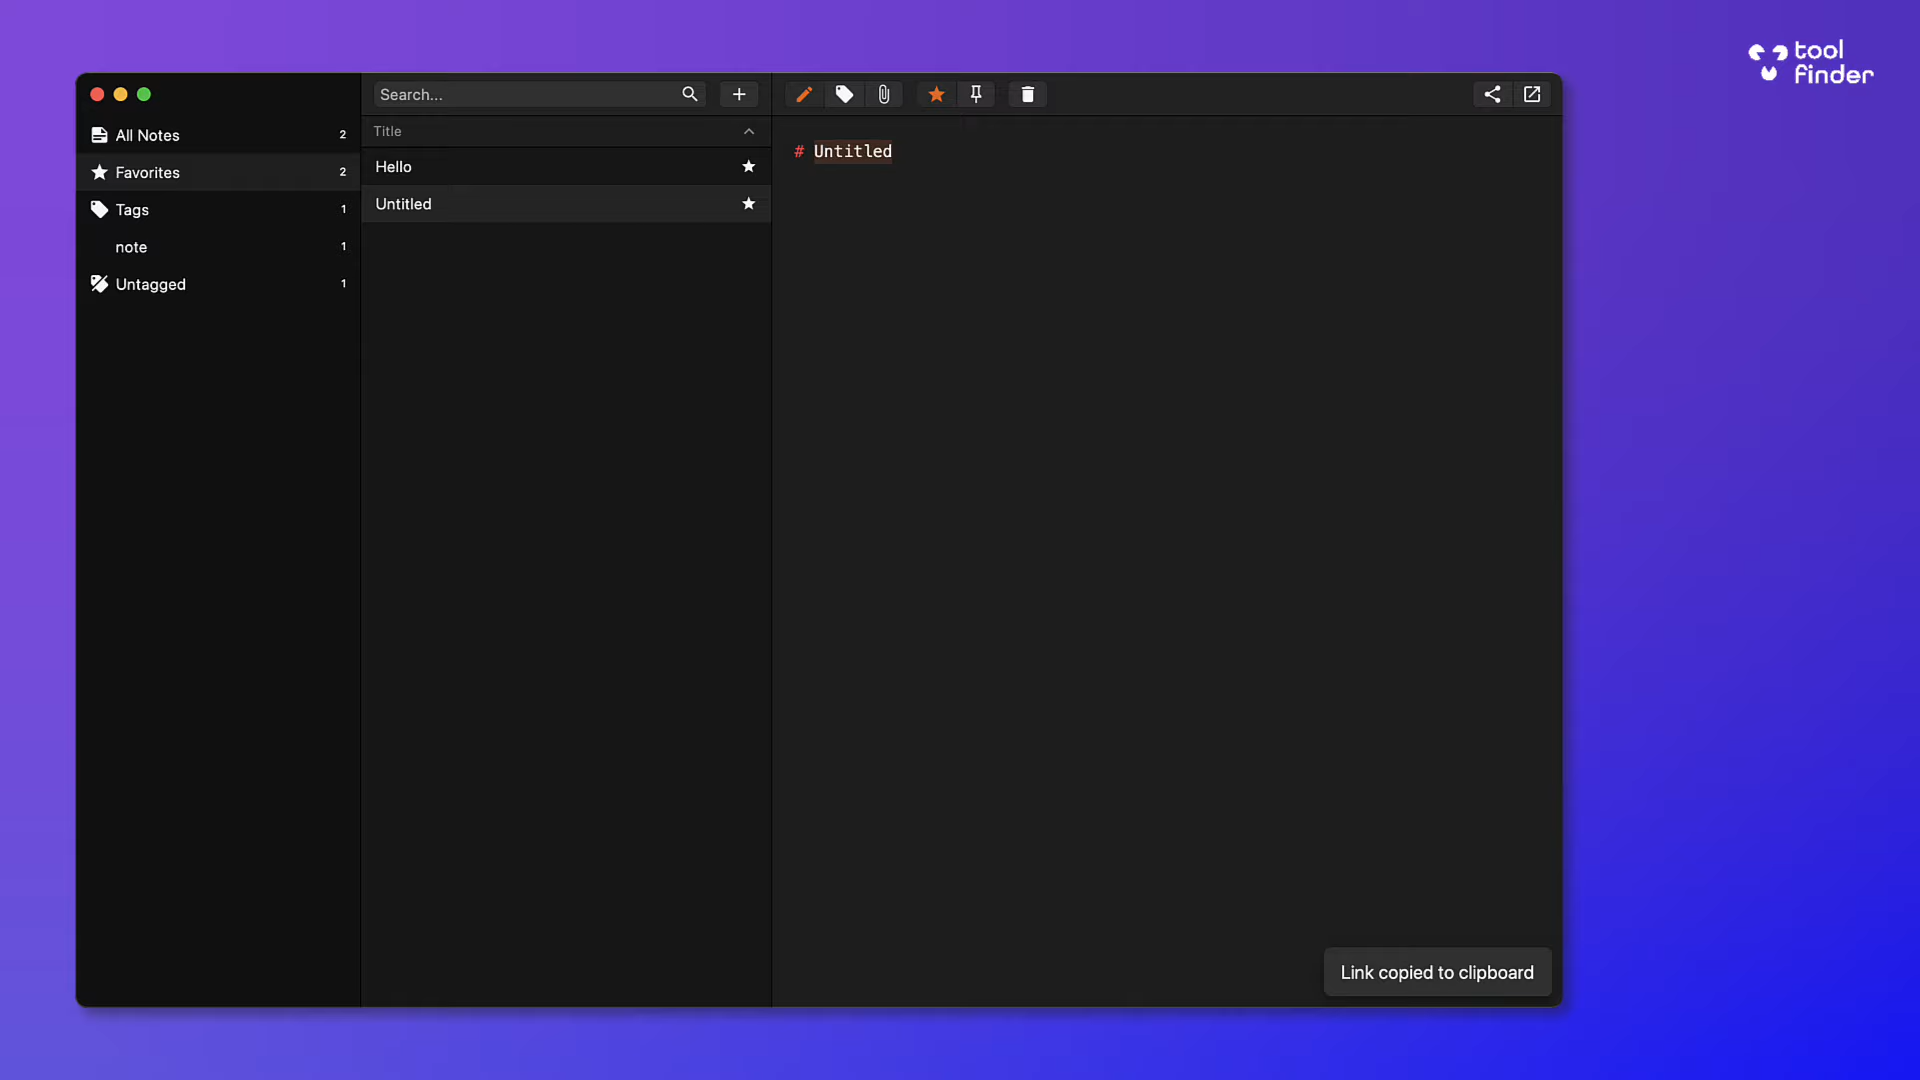 tool
finder
Search...
All Notes 2
Favorites 2
Tags 1
note 1
Untagged 1
Title
Hello
Untitled
# Untitled
Link copied to clipboard